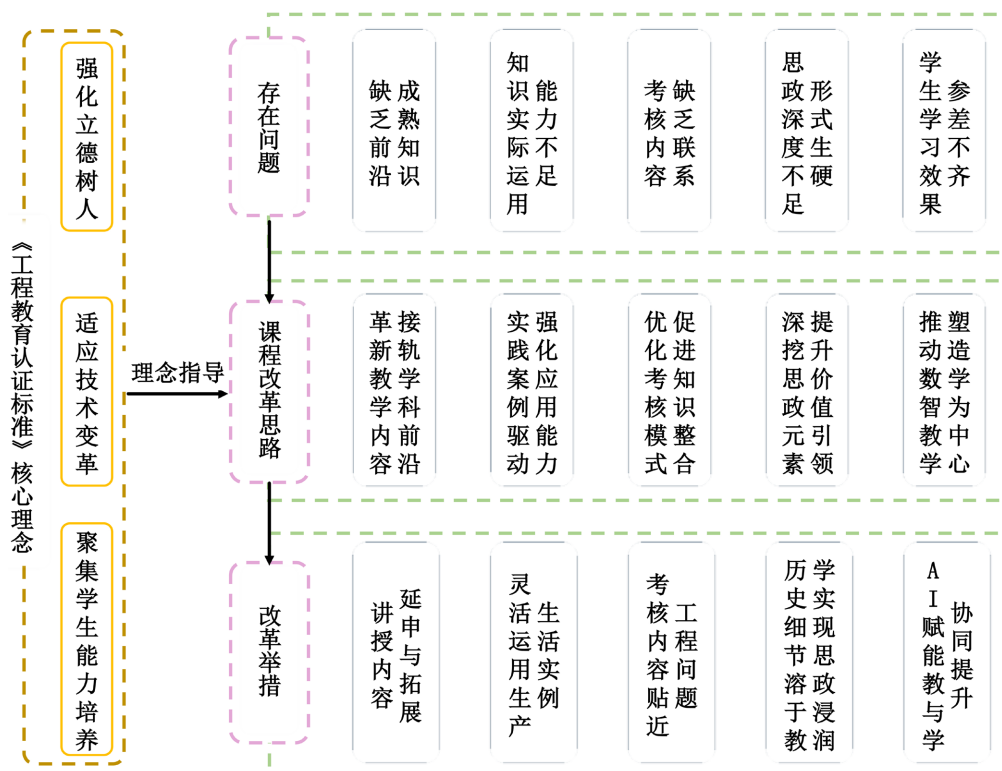 《工程教育认证标准》核心理念
强化立德树人
适应技术变革
聚集学生能力培养
理念指导
存在问题
缺乏前沿
成熟知识
知识实际运用
能力不足
考核内容
缺乏联系
思政深度不足
形式生硬
学生学习效果
参差不齐
课程改革思路
革新教学内容
接轨学科前沿
实践案例驱动
强化应用能力
优化考核模式
促进知识整合
深挖思政元素
提升价值引领
推动数智教学
塑造学为中心
改革举措
讲授内容
延申与拓展
灵活运用生产
生活实例
考核内容贴近
工程问题
历史细节溶于教
学实现思政浸润
AI赋能教与学
协同提升